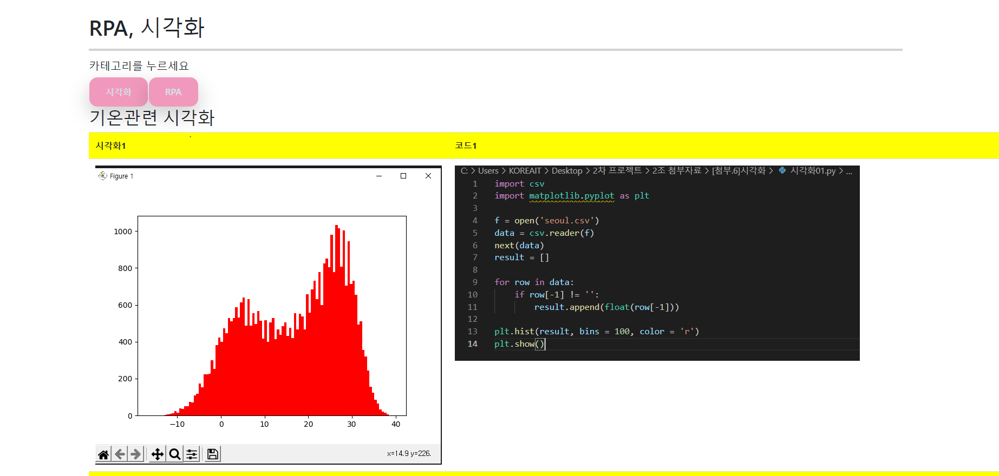 RPA, 시각화
카테고리를 누르세요
시각화 RPA
기온관련 시각화
시각화1 코드1
Figure 1
1000
800
600
400
200
0
−10 0 10 20 30 40
x=14.9 y=226.
C: > Users > KOREAIT > Desktop > 2차 프로젝트 > 2조 첨부자료 > [첨부.6]시각화 > 시각화01.py > ...
1 import csv
2 import matplotlib.pyplot as plt
3
4 f = open('seoul.csv')
5 data = csv.reader(f)
6 next(data)
7 result = []
8
9 for row in data:
10     if row[-1] != '':
11         result.append(float(row[-1]))
12
13 plt.hist(result, bins = 100, color = 'r')
14 plt.show()